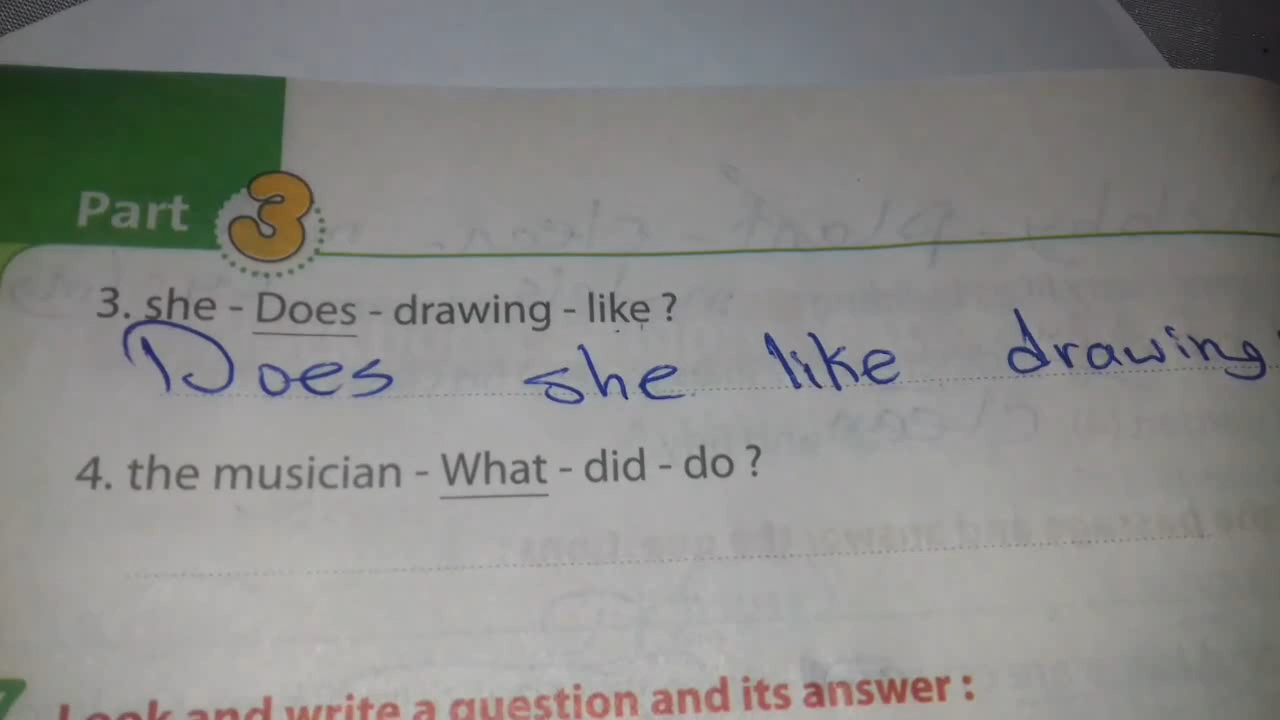 Part 3
3. she - Does - drawing - like ?
Does she like drawing
4. the musician - What - did - do ?
Look and write a question and its answer :